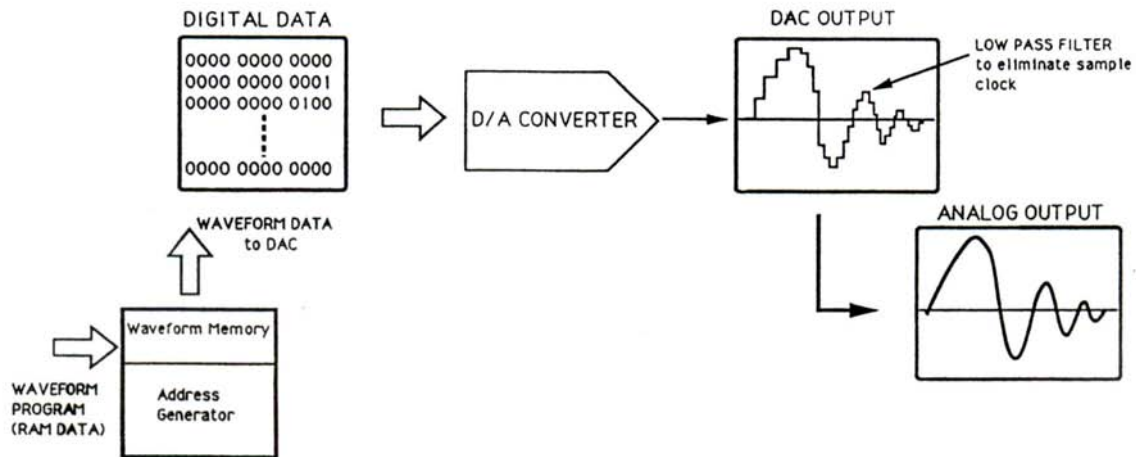 DIGITAL DATA
0000 0000 0000
0000 0000 0001
0000 0000 0100
0000 0000 0000
D/A CONVERTER
DAC OUTPUT
LOW PASS FILTER
to eliminate sample
clock
WAVEFORM DATA
to DAC
ANALOG OUTPUT
Waveform Memory
Address
Generator
WAVEFORM
PROGRAM
(RAM DATA)